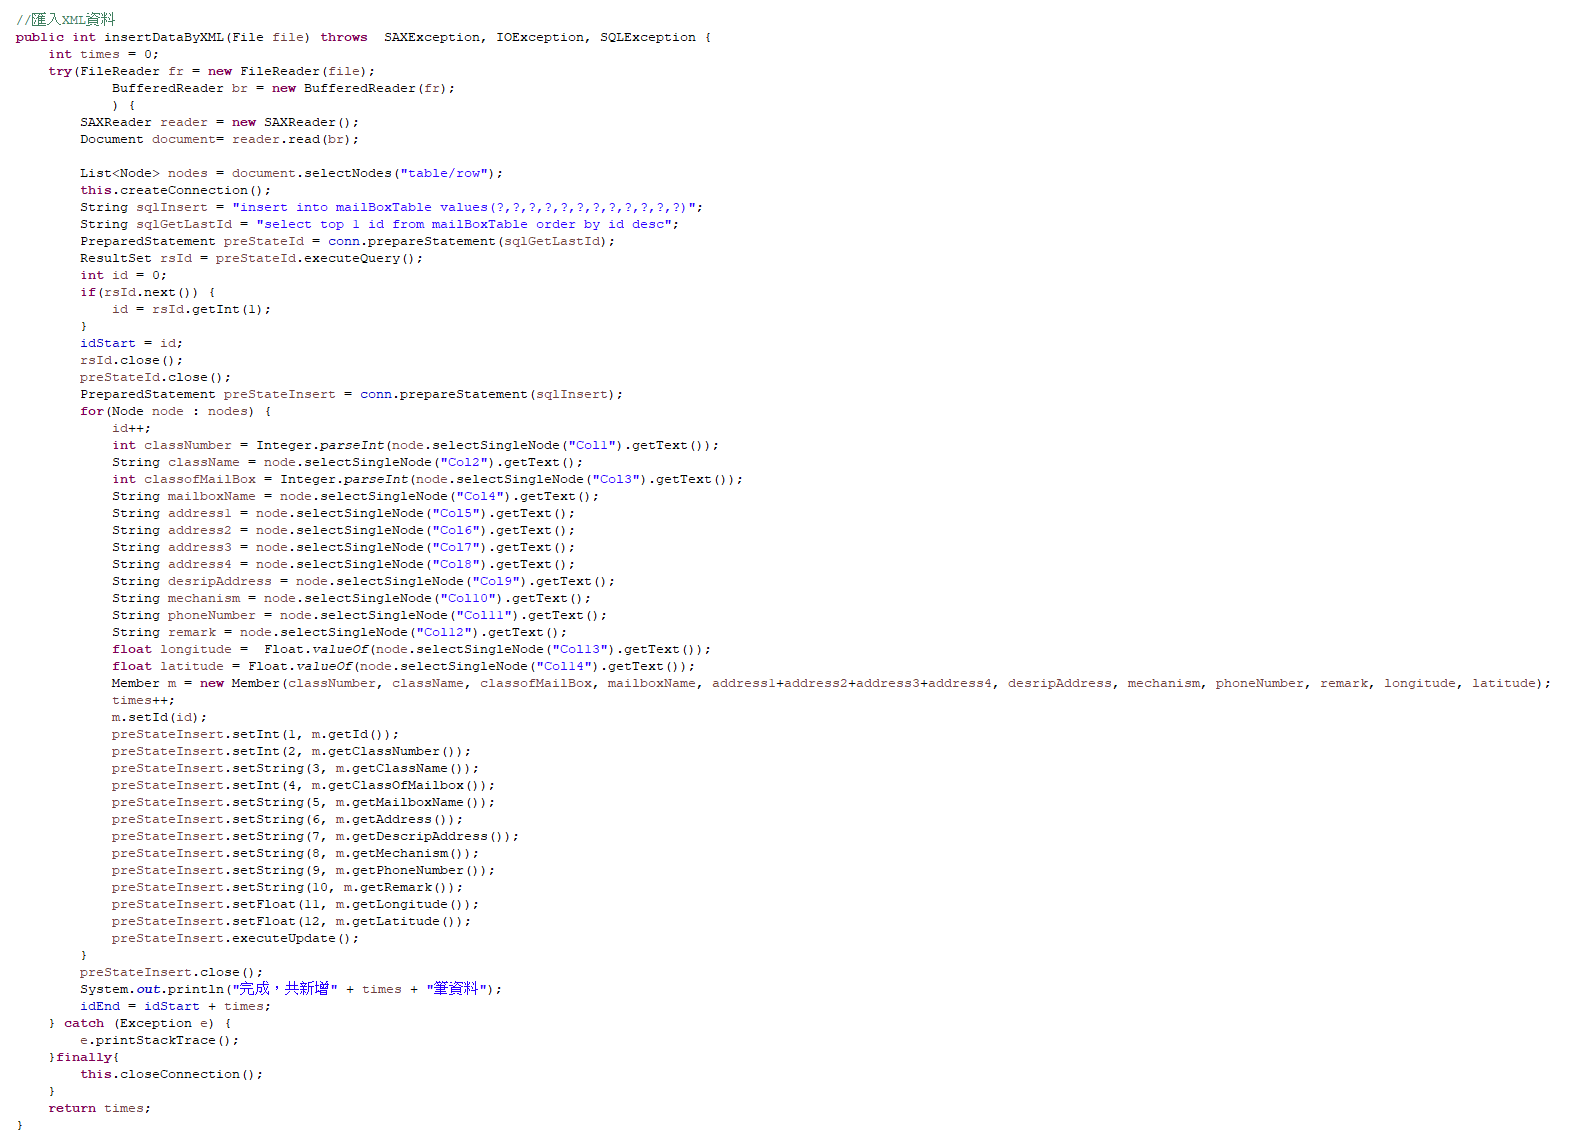 //匯入XML資料
public int insertDataByXML(File file) throws  SAXException, IOException, SQLException {
    int times = 0;
    try(FileReader fr = new FileReader(file);
            BufferedReader br = new BufferedReader(fr);
            ) {
        SAXReader reader = new SAXReader();
        Document document= reader.read(br);

        List<Node> nodes = document.selectNodes("table/row");
        this.createConnection();
        String sqlInsert = "insert into mailBoxTable values(?,?,?,?,?,?,?,?,?,?,?,?)";
        String sqlGetLastId = "select top 1 id from mailBoxTable order by id desc";
        PreparedStatement preStateId = conn.prepareStatement(sqlGetLastId);
        ResultSet rsId = preStateId.executeQuery();
        int id = 0;
        if(rsId.next()) {
            id = rsId.getInt(1);
        }
        idStart = id;
        rsId.close();
        preStateId.close();
        PreparedStatement preStateInsert = conn.prepareStatement(sqlInsert);
        for(Node node : nodes) {
            id++;
            int classNumber = Integer.parseInt(node.selectSingleNode("Col1").getText());
            String className = node.selectSingleNode("Col2").getText();
            int classofMailBox = Integer.parseInt(node.selectSingleNode("Col3").getText());
            String mailboxName = node.selectSingleNode("Col4").getText();
            String address1 = node.selectSingleNode("Col5").getText();
            String address2 = node.selectSingleNode("Col6").getText();
            String address3 = node.selectSingleNode("Col7").getText();
            String address4 = node.selectSingleNode("Col8").getText();
            String desripAddress = node.selectSingleNode("Col9").getText();
            String mechanism = node.selectSingleNode("Col10").getText();
            String phoneNumber = node.selectSingleNode("Col11").getText();
            String remark = node.selectSingleNode("Col12").getText();
            float longitude =  Float.valueOf(node.selectSingleNode("Col13").getText());
            float latitude = Float.valueOf(node.selectSingleNode("Col14").getText());
            Member m = new Member(classNumber, className, classofMailBox, mailboxName, address1+address2+address3+address4, desripAddress, mechanism, phoneNumber, remark, longitude, latitude);
            times++;
            m.setId(id);
            preStateInsert.setInt(1, m.getId());
            preStateInsert.setInt(2, m.getClassNumber());
            preStateInsert.setString(3, m.getClassName());
            preStateInsert.setInt(4, m.getClassOfMailbox());
            preStateInsert.setString(5, m.getMailboxName());
            preStateInsert.setString(6, m.getAddress());
            preStateInsert.setString(7, m.getDescripAddress());
            preStateInsert.setString(8, m.getMechanism());
            preStateInsert.setString(9, m.getPhoneNumber());
            preStateInsert.setString(10, m.getRemark());
            preStateInsert.setFloat(11, m.getLongitude());
            preStateInsert.setFloat(12, m.getLatitude());
            preStateInsert.executeUpdate();
        }
        preStateInsert.close();
        System.out.println("完成，共新增" + times + "筆資料");
        idEnd = idStart + times;
    } catch (Exception e) {
        e.printStackTrace();
    }finally{
        this.closeConnection();
    }
    return times;
}